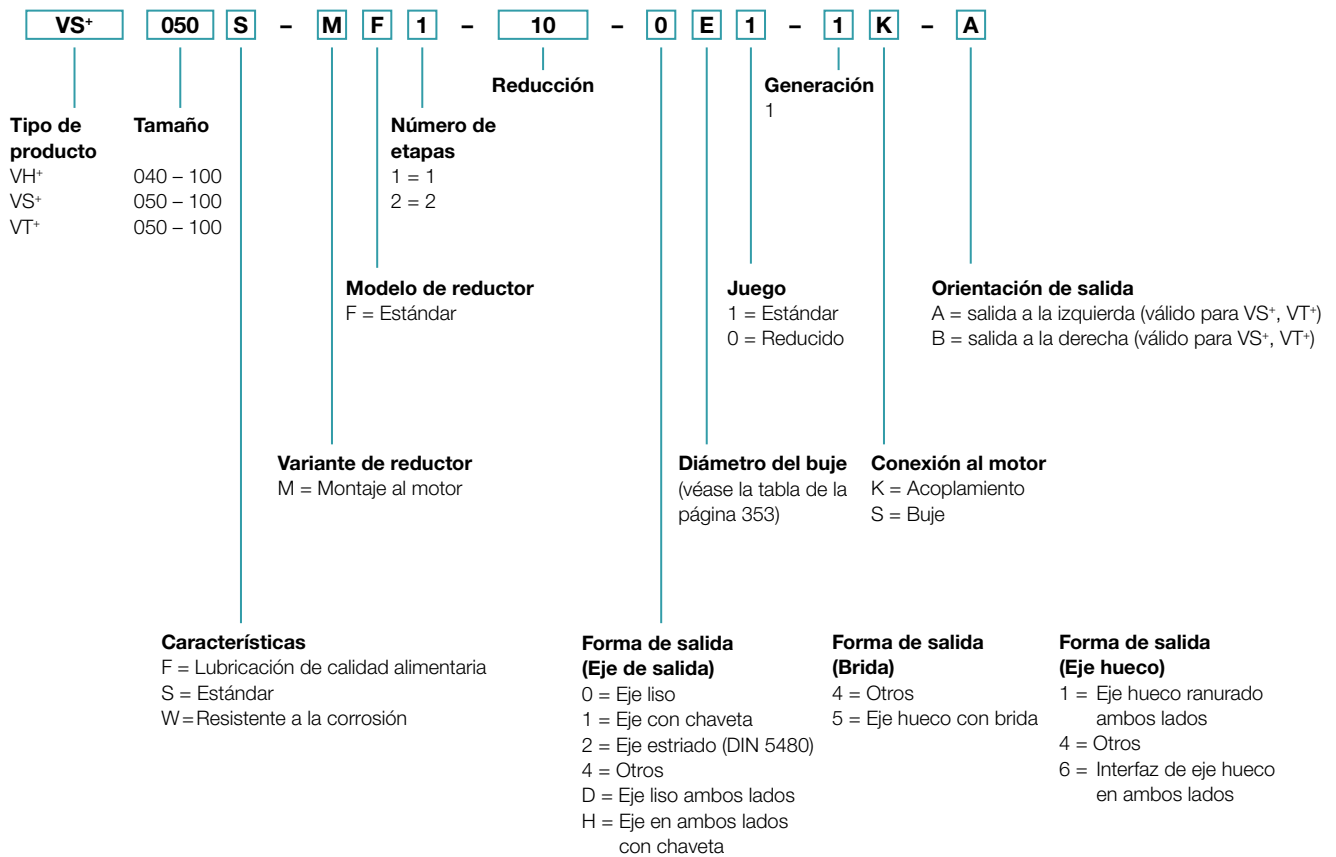 VS⁺ 050 S – M F 1 – 10 – 0 E 1 – 1 K – A
Reducción
Generación
1
Tipo de
producto
VH⁺
VS⁺
VT⁺
Tamaño
040 – 100
050 – 100
050 – 100
Número de
etapas
1 = 1
2 = 2
Modelo de reductor
F = Estándar
Juego
1 = Estándar
0 = Reducido
Orientación de salida
A = salida a la izquierda (válido para VS⁺, VT⁺)
B = salida a la derecha (válido para VS⁺, VT⁺)
Variante de reductor
M = Montaje al motor
Diámetro del buje
(véase la tabla de la
página 353)
Conexión al motor
K = Acoplamiento
S = Buje
Características
F = Lubricación de calidad alimentaria
S = Estándar
W = Resistente a la corrosión
Forma de salida
(Eje de salida)
0 = Eje liso
1 = Eje con chaveta
2 = Eje estriado (DIN 5480)
4 = Otros
D = Eje liso ambos lados
H = Eje en ambos lados
con chaveta
Forma de salida
(Brida)
4 = Otros
5 = Eje hueco con brida
Forma de salida
(Eje hueco)
1 = Eje hueco ranurado
ambos lados
4 = Otros
6 = Interfaz de eje hueco
en ambos lados